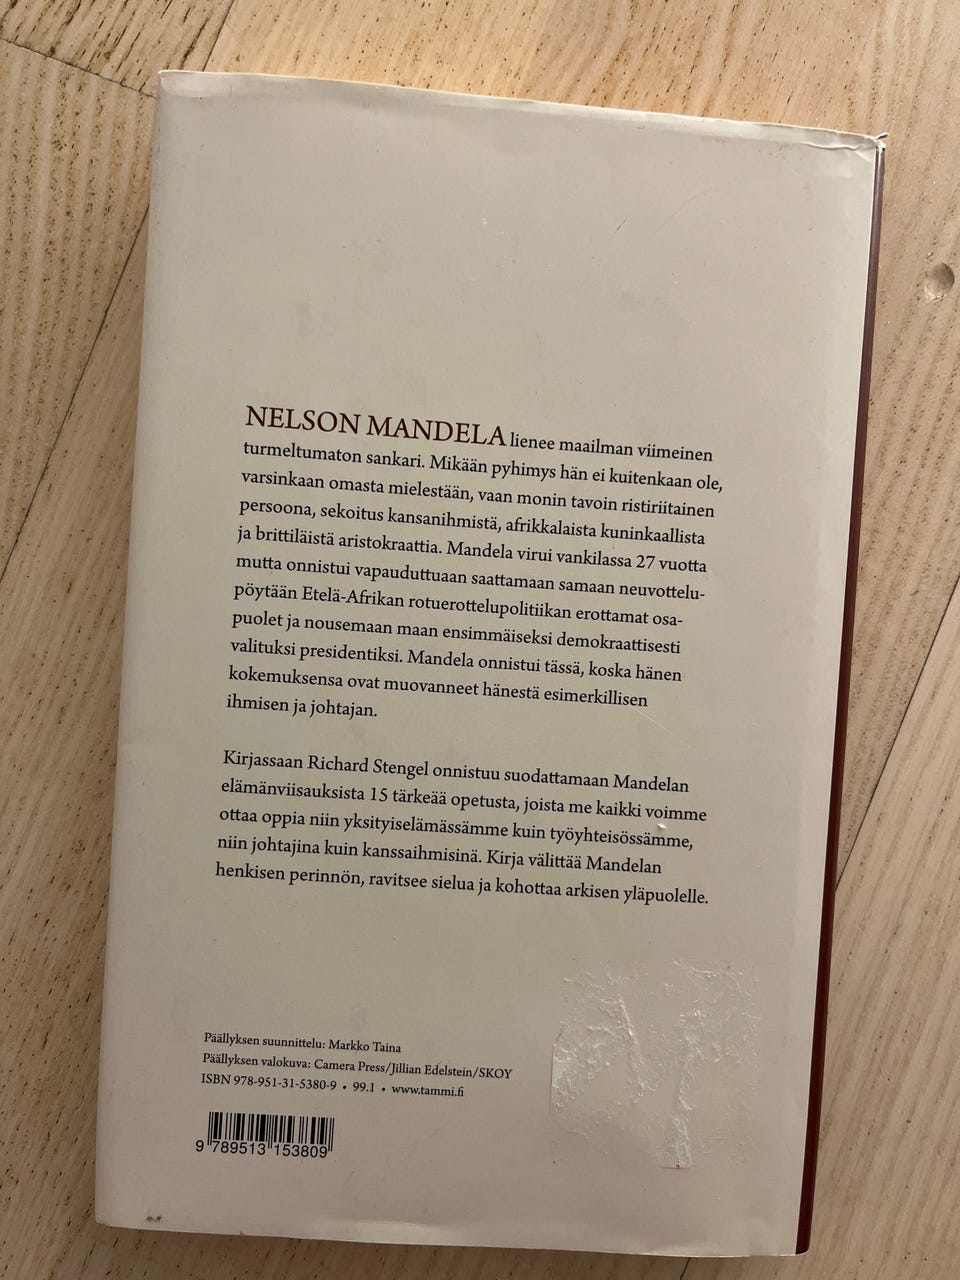 NELSON MANDELA lienee maailman viimeinen
turmeltumaton sankari. Mikään pyhimys hän ei kuitenkaan ole,
varsinkaan omasta mielestään, vaan monin tavoin ristiriitainen
persoona, sekoitus kansanihmistä, afrikkalaista kuninkaallista
ja brittiläistä aristokraattia. Mandela virui vankilassa 27 vuotta
mutta onnistui vapauduttuaan saattamaan samaan neuvottelu-
pöytään Etelä-Afrikan rotuerottelupolitiikan erottamat osa-
puolet ja nousemaan maan ensimmäiseksi demokraattisesti
valituksi presidentiksi. Mandela onnistui tässä, koska hänen
kokemuksensa ovat muovanneet hänestä esimerkillisen
ihmisen ja johtajan.
Kirjassaan Richard Stengel onnistuu suodattamaan Mandelan
elämänviisauksista 15 tärkeää opetusta, joista me kaikki voimme
ottaa oppia niin yksityiselämässämme kuin työyhteisössämme,
niin johtajina kuin kanssaihmisinä. Kirja välittää Mandelan
henkisen perinnön, ravitsee sielua ja kohottaa arkisen yläpuolelle.
Päällyksen suunnittelu: Markko Taina
Päällyksen valokuva: Camera Press/Jillian Edelstein/SKOY
ISBN 978-951-31-5380-9 • 99.1 • www.tammi.fi
9 789513 153809